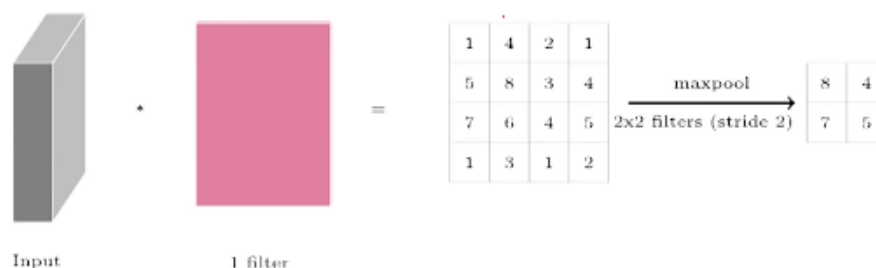 1 4 2 1
5 8 3 4
7 6 4 5
1 3 1 2
*
=
maxpool
2x2 filters (stride 2)
8 4
7 5
Input
1 filter